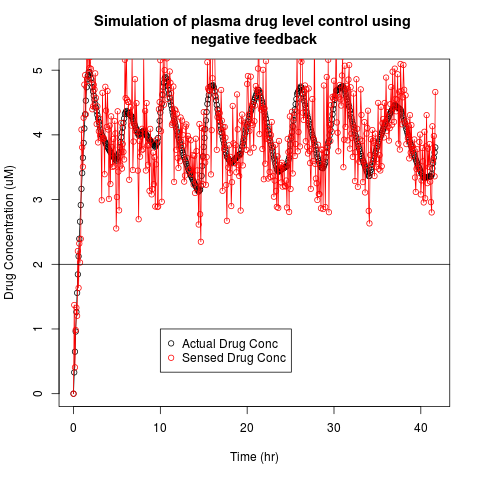 Simulation of plasma drug level control using
negative feedback
Drug Concentration (uM)
5
4
3
2
1
0
Actual Drug Conc
Sensed Drug Conc
0 10 20 30 40
Time (hr)